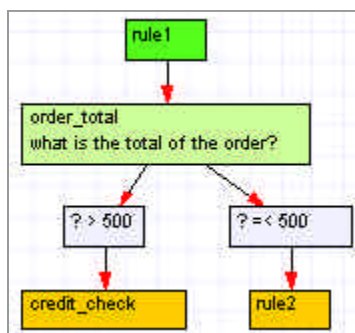 rule1
order_total
what is the total of the order?
? > 500
? =< 500
credit_check
rule2